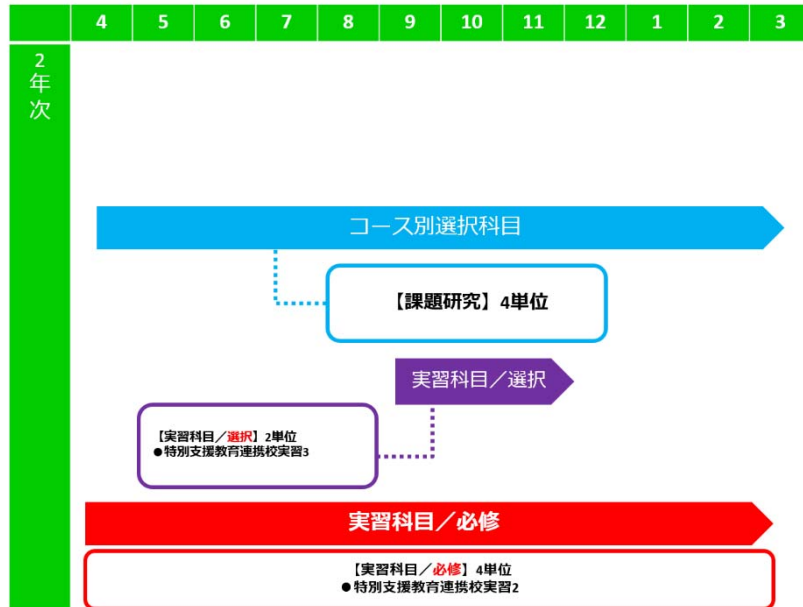 4 5 6 7 8 9 10 11 12 1 2 3
2年次
コース別選択科目
【課題研究】4単位
実習科目／選択
【実習科目／選択】2単位
●特別支援教育連携校実習3
実習科目／必修
【実習科目／必修】4単位
●特別支援教育連携校実習2